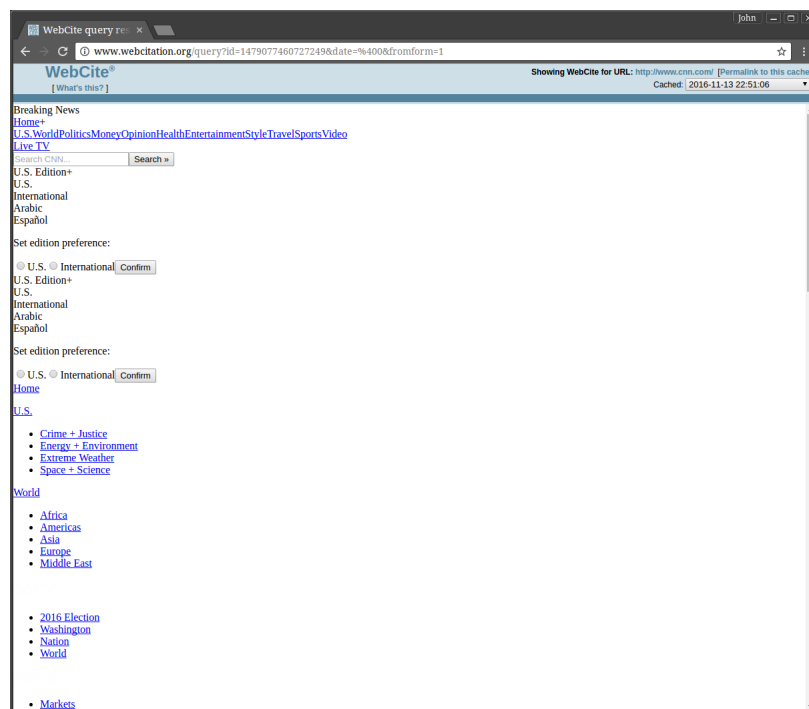 John
WebCite query res
www.webcitation.org/query?id=1479077460727249&date=%400&fromform=1
WebCite®
[ What's this? ]
Showing WebCite for URL: http://www.cnn.com/ [Permalink to this cache
Cached: 2016-11-13 22:51:06
Breaking News
Home+
U.S.WorldPoliticsMoneyOpinionHealthEntertainmentStyleTravelSportsVideo
Live TV
Search CNN... Search »
U.S. Edition+
U.S.
International
Arabic
Español
Set edition preference:
U.S. International Confirm
U.S. Edition+
U.S.
International
Arabic
Español
Set edition preference:
U.S. International Confirm
Home
U.S.
Crime + Justice
Energy + Environment
Extreme Weather
Space + Science
World
Africa
Americas
Asia
Europe
Middle East
2016 Election
Washington
Nation
World
Markets